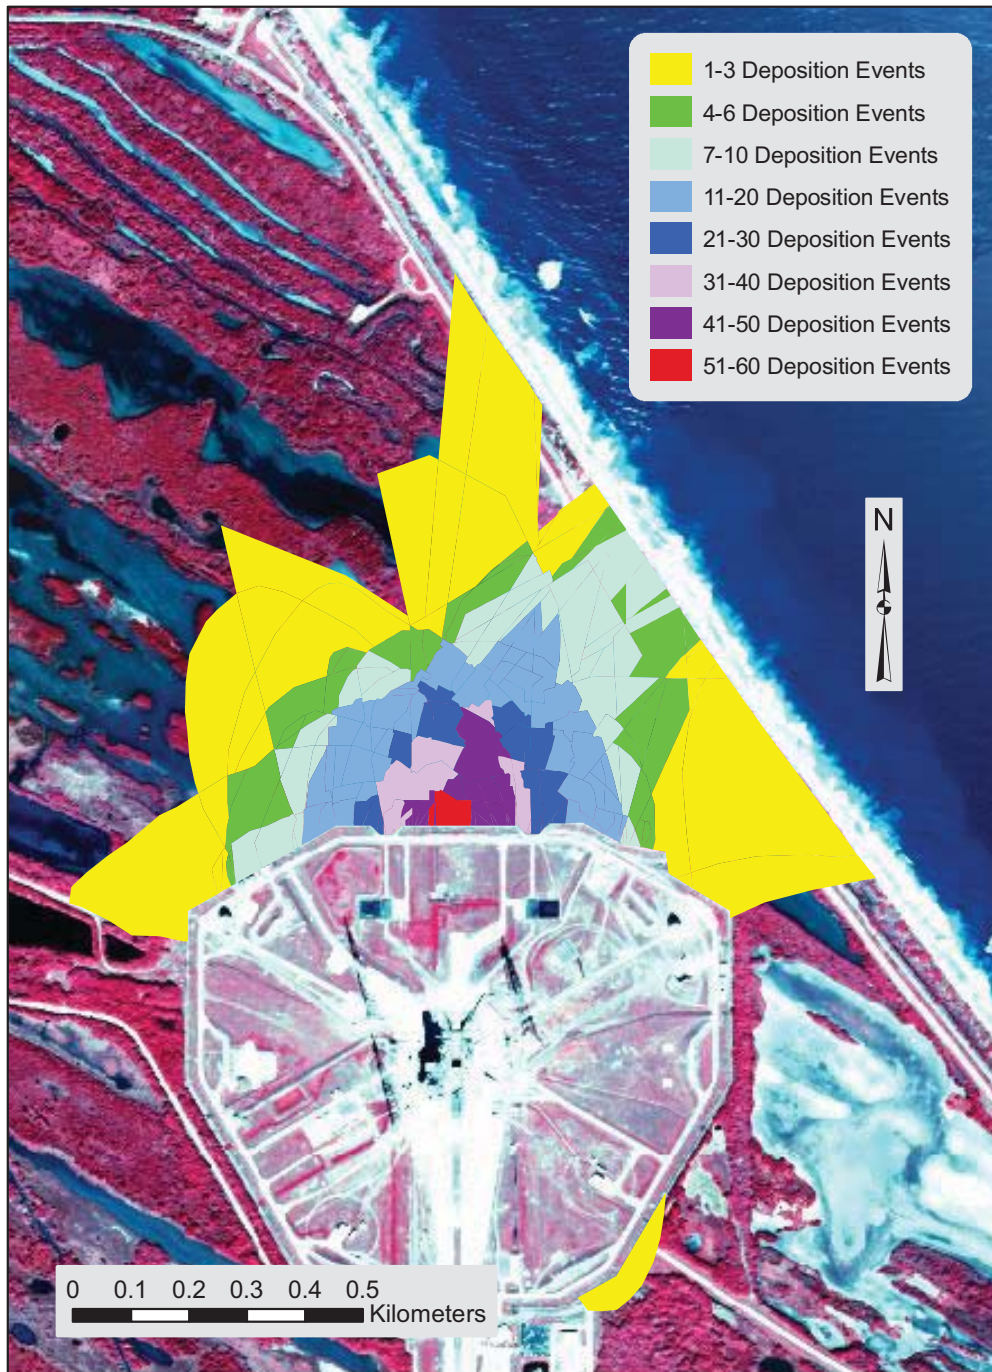 1-3 Deposition Events
4-6 Deposition Events
7-10 Deposition Events
11-20 Deposition Events
21-30 Deposition Events
31-40 Deposition Events
41-50 Deposition Events
51-60 Deposition Events
N
0 0.1 0.2 0.3 0.4 0.5
Kilometers